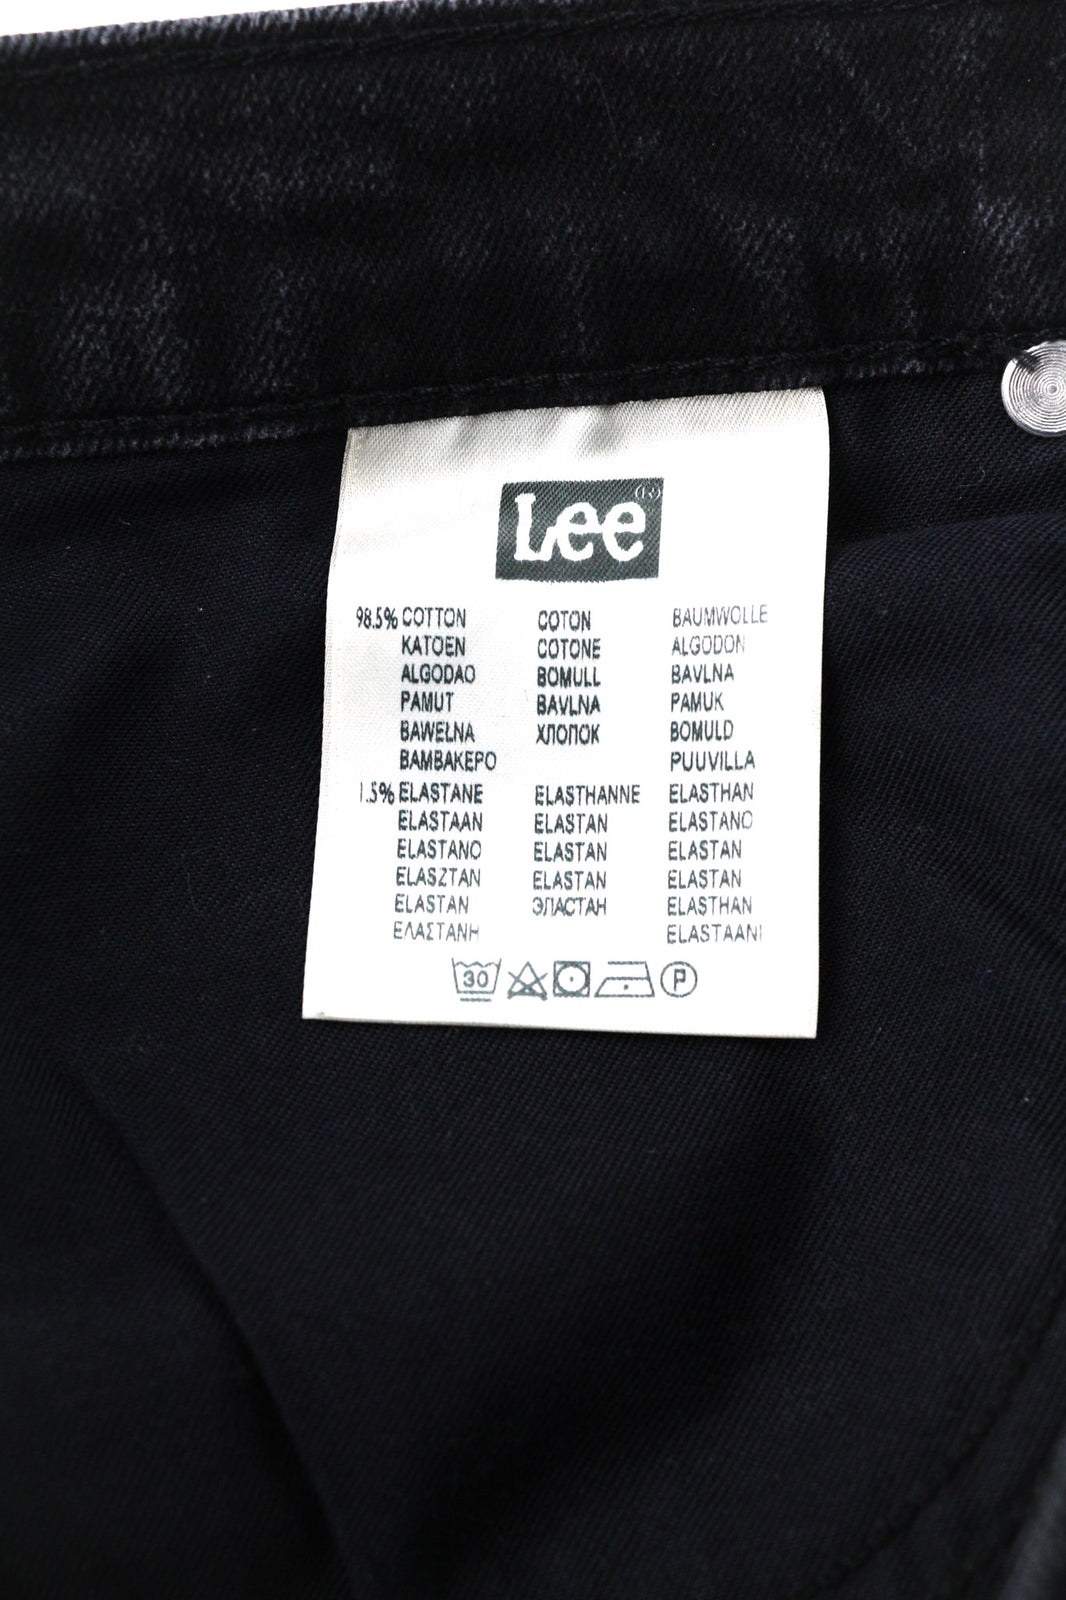 Lee®
98.5% COTTON COTON BAUMWOLLE
KATOEN COTONE ALGODON
ALGODAO BOMULL BAVLNA
PAMUT BAVLNA PAMUK
BAWEŁNA ХЛОПОК BOMULD
ΒΑΜΒΑΚΕΡΟ PUUVILLA
1.5% ELASTANE ELASTHANNE ELASTHAN
ELASTAAN ELASTAN ELASTANO
ELASTANO ELASTAN ELASTAN
ELASZTAN ELASTAN ELASTAN
ELASTAN ЭЛАСТАН ELASTHAN
ΕΛΑΣΤΑΝΗ ELASTAANI
30 P